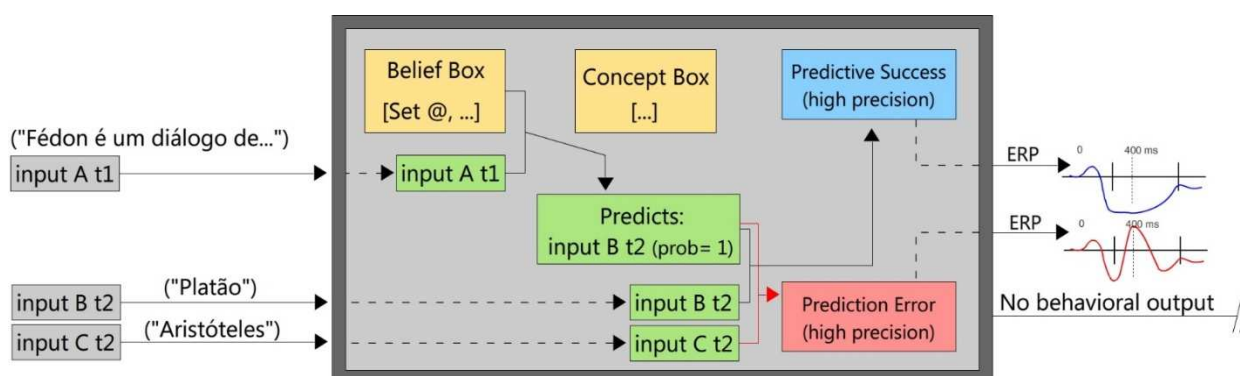 Belief Box
[Set @, ...]
Concept Box
[...]
Predictive Success
(high precision)
("Fédon é um diálogo de...")
input A t1
input A t1
ERP
0
400 ms
Predicts:
input B t2 (prob= 1)
ERP
0
400 ms
input B t2
("Platão")
input B t2
Prediction Error
(high precision)
No behavioral output
input C t2
("Aristóteles")
input C t2